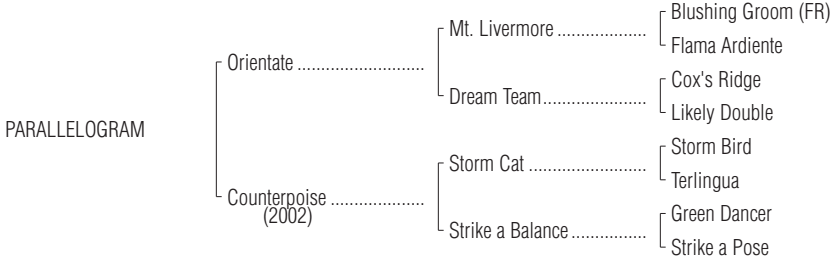 Blushing Groom (FR)
Mt. Livermore ..................
Flama Ardiente
Orientate .........................
Cox's Ridge
Dream Team.....................
Likely Double
PARALLELOGRAM
Storm Bird
Storm Cat ........................
Terlingua
Counterpoise ...................
(2002)
Green Dancer
Strike a Balance...............
Strike a Pose